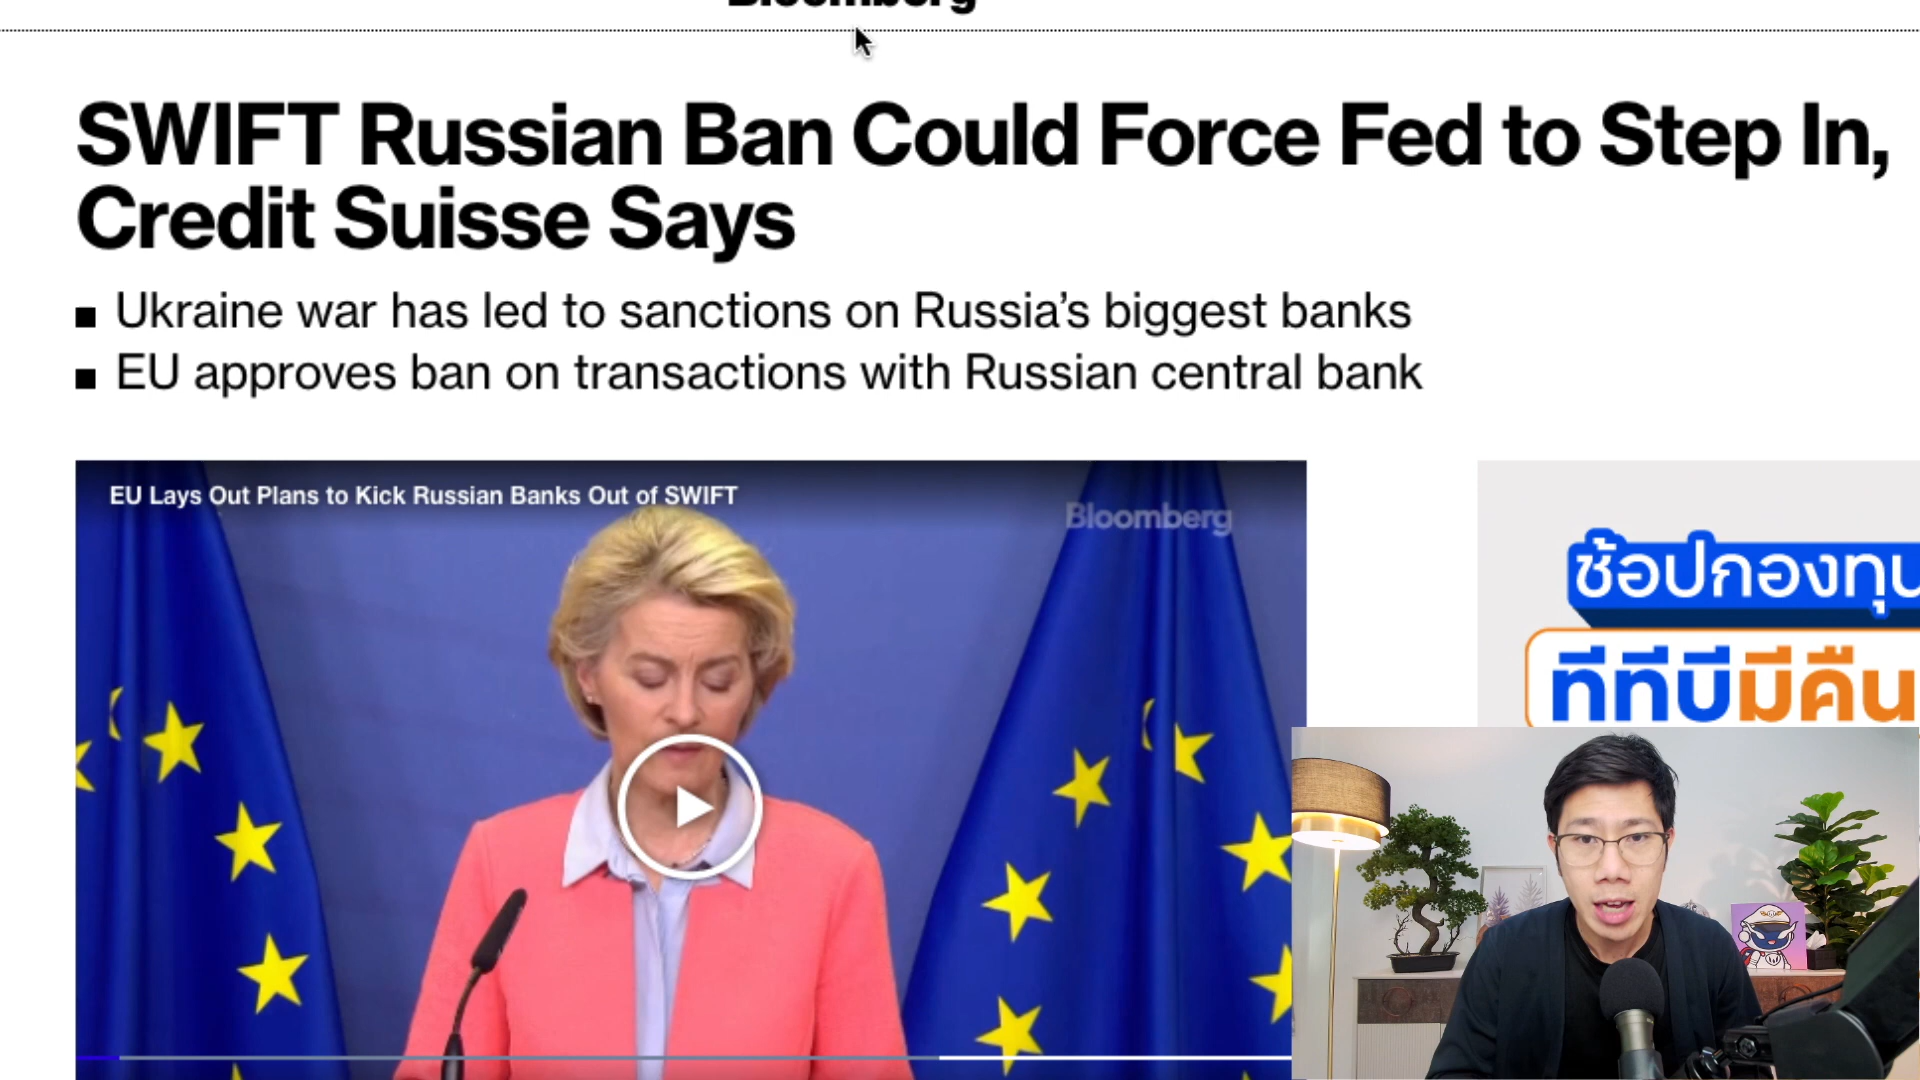 Bloomberg
SWIFT Russian Ban Could Force Fed to Step In,
Credit Suisse Says
■ Ukraine war has led to sanctions on Russia’s biggest banks
■ EU approves ban on transactions with Russian central bank
EU Lays Out Plans to Kick Russian Banks Out of SWIFT
Bloomberg
ช้อปกองทุน
ทีทีบีมีคืน